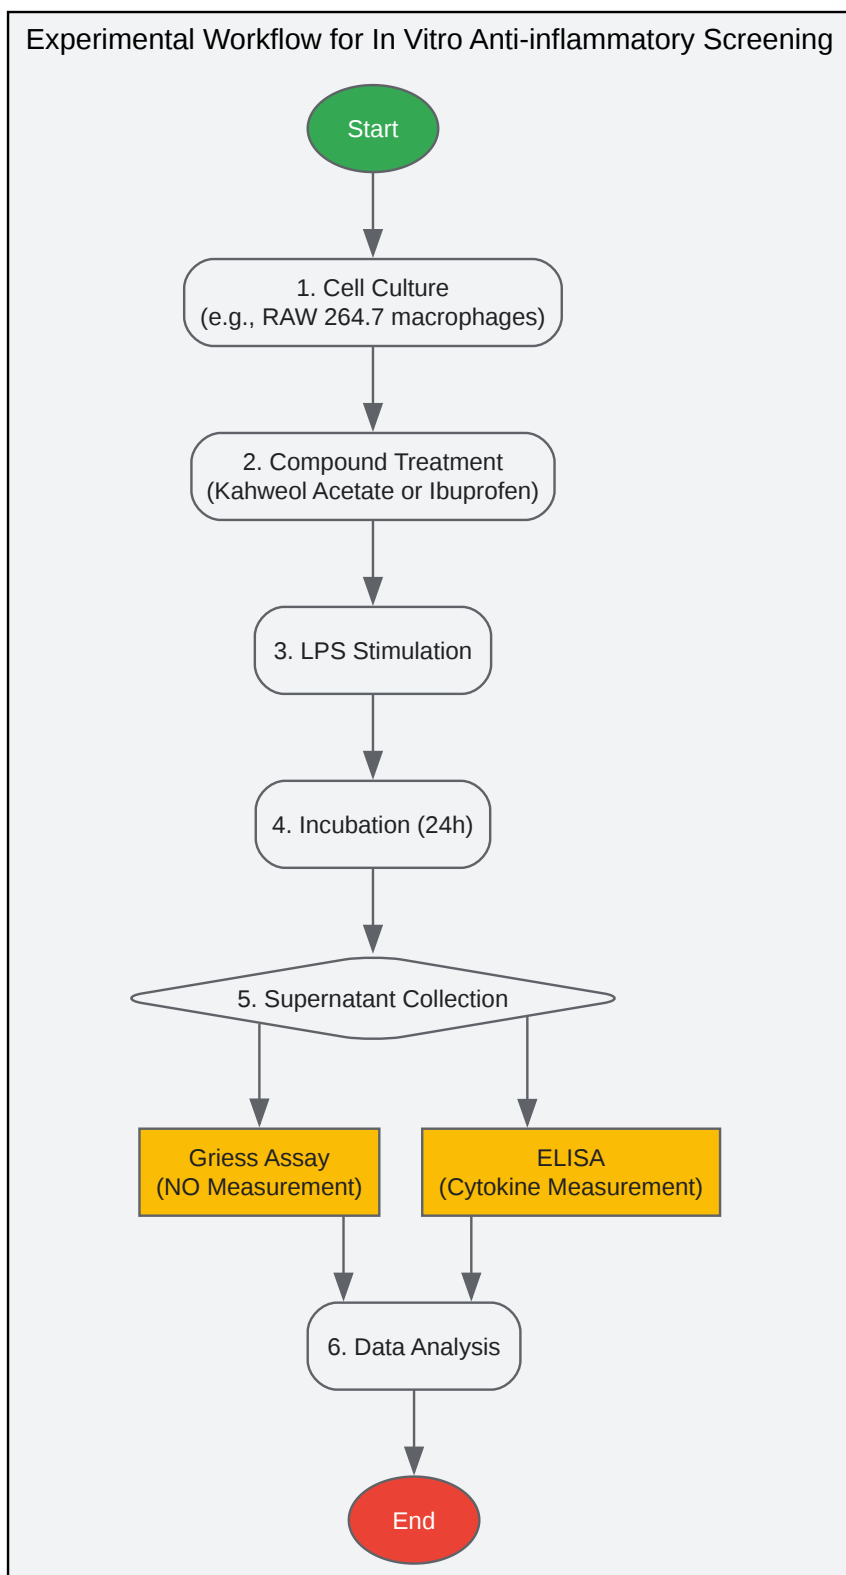 Experimental Workflow for In Vitro Anti-inflammatory Screening
Start
1. Cell Culture
(e.g., RAW 264.7 macrophages)
2. Compound Treatment
(Kahweol Acetate or Ibuprofen)
3. LPS Stimulation
4. Incubation (24h)
5. Supernatant Collection
Griess Assay
(NO Measurement)
ELISA
(Cytokine Measurement)
6. Data Analysis
End